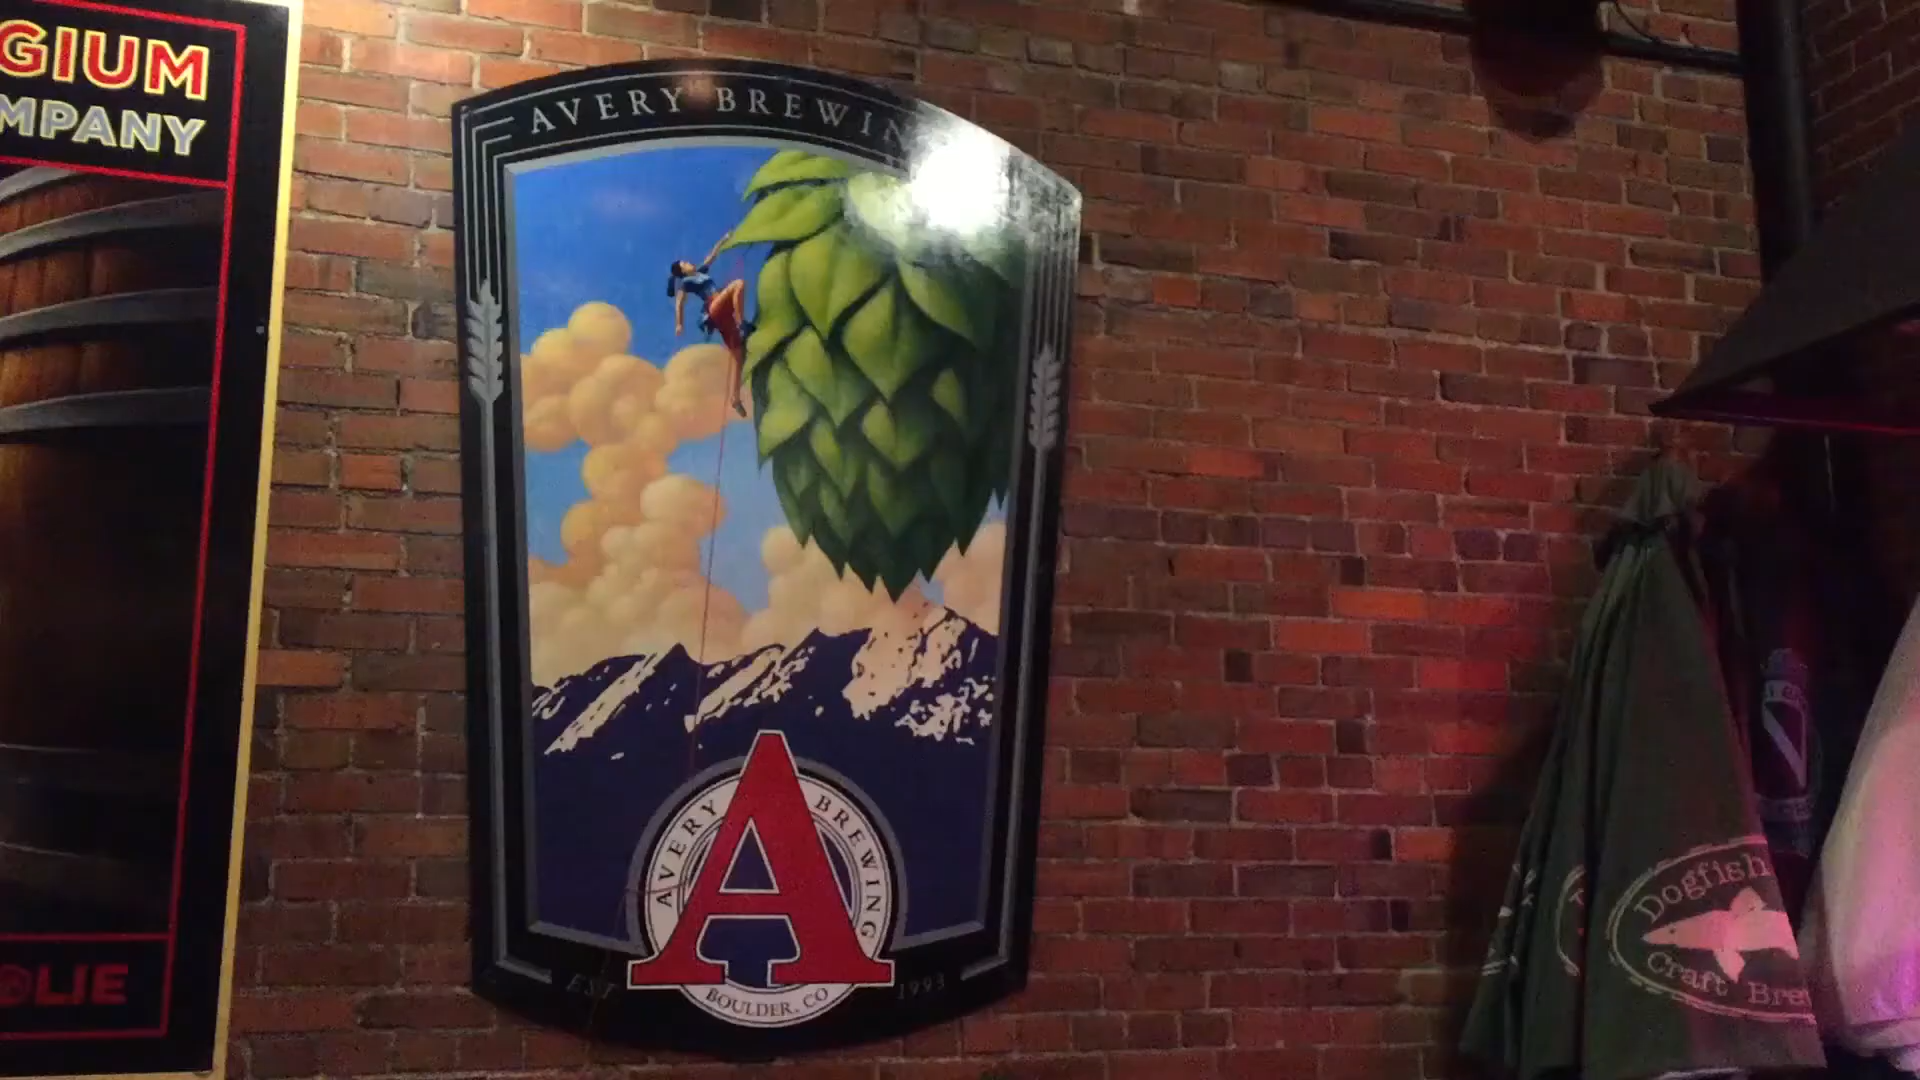 GIUM
MPANY
LIE
AVERY BREWIN
AVERY BREWING
A
EST 1993
BOULDER, CO
Dogfish
Craft Bre